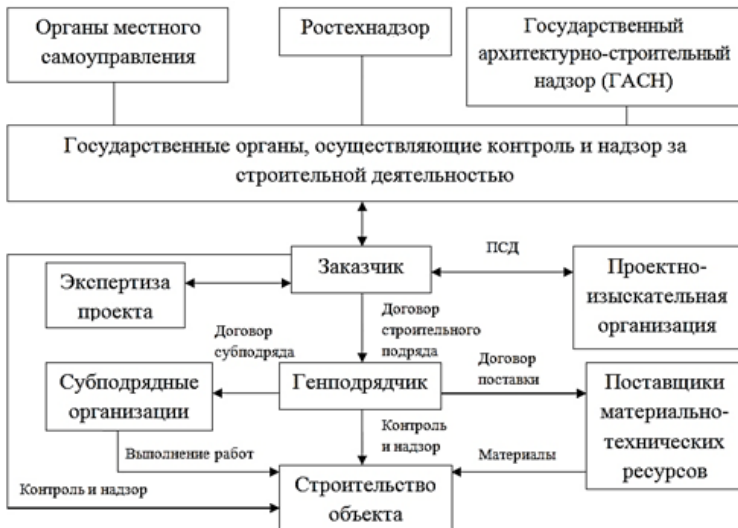 Органы местного
самоуправления
Ростехнадзор
Государственный
архитектурно-строительный
надзор (ГАСН)
Государственные органы, осуществляющие контроль и надзор за
строительной деятельностью
Заказчик
ПСД
Проектно-
изыскательная
организация
Экспертиза
проекта
Договор
субподряда
Договор
строительного
подряда
Договор
поставки
Субподрядные
организации
Генподрядчик
Поставщики
материально-
технических
ресурсов
Контроль
и надзор
Выполнение работ
Материалы
Контроль и надзор
Строительство
объекта